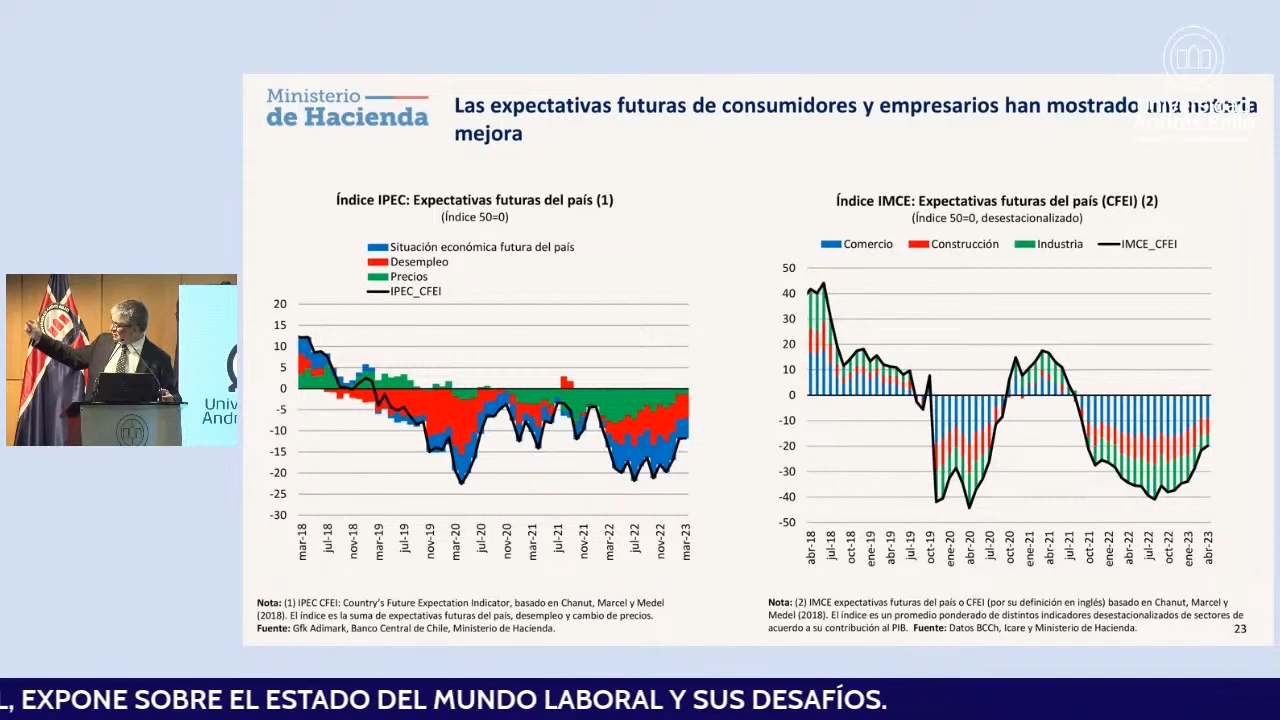 Ministerio
de Hacienda
Las expectativas futuras de consumidores y empresarios han mostrado
mejora
Andrés Bello
Índice IPEC: Expectativas futuras del país (1)
(Índice 50=0)
Situación económica futura del país
Desempleo
Precios
IPEC_CFEI
20
15
10
5
0
-5
-10
-15
-20
-25
-30
mar-18
jul-18
nov-18
mar-19
jul-19
nov-19
mar-20
jul-20
nov-20
mar-21
jul-21
nov-21
mar-22
jul-22
nov-22
mar-23
Nota: (1) IPEC CFEI: Country's Future Expectation Indicator, basado en Chanut, Marcel y Medel
(2018). El índice es la suma de expectativas futuras del país, desempleo y cambio de precios.
Fuente: Gfk Adimark, Banco Central de Chile, Ministerio de Hacienda.
Índice IMCE: Expectativas futuras del país (CFEI) (2)
(Índice 50=0, desestacionalizado)
Comercio Construcción Industria IMCE_CFEI
50
40
30
20
10
0
-10
-20
-30
-40
-50
abr-18
jul-18
oct-18
ene-19
abr-19
jul-19
oct-19
ene-20
abr-20
jul-20
oct-20
ene-21
abr-21
jul-21
oct-21
ene-22
abr-22
jul-22
oct-22
ene-23
abr-23
Nota: (2) IMCE expectativas futuras del país o CFEI (por su definición en inglés) basado en Chanut, Marcel y
Medel (2018). El índice es un promedio ponderado de distintos indicadores desestacionalizados de sectores de
acuerdo a su contribución al PIB. Fuente: Datos BCCh, Icare y Ministerio de Hacienda.
23
Unive
Andr
L, EXPONE SOBRE EL ESTADO DEL MUNDO LABORAL Y SUS DESAFÍOS.